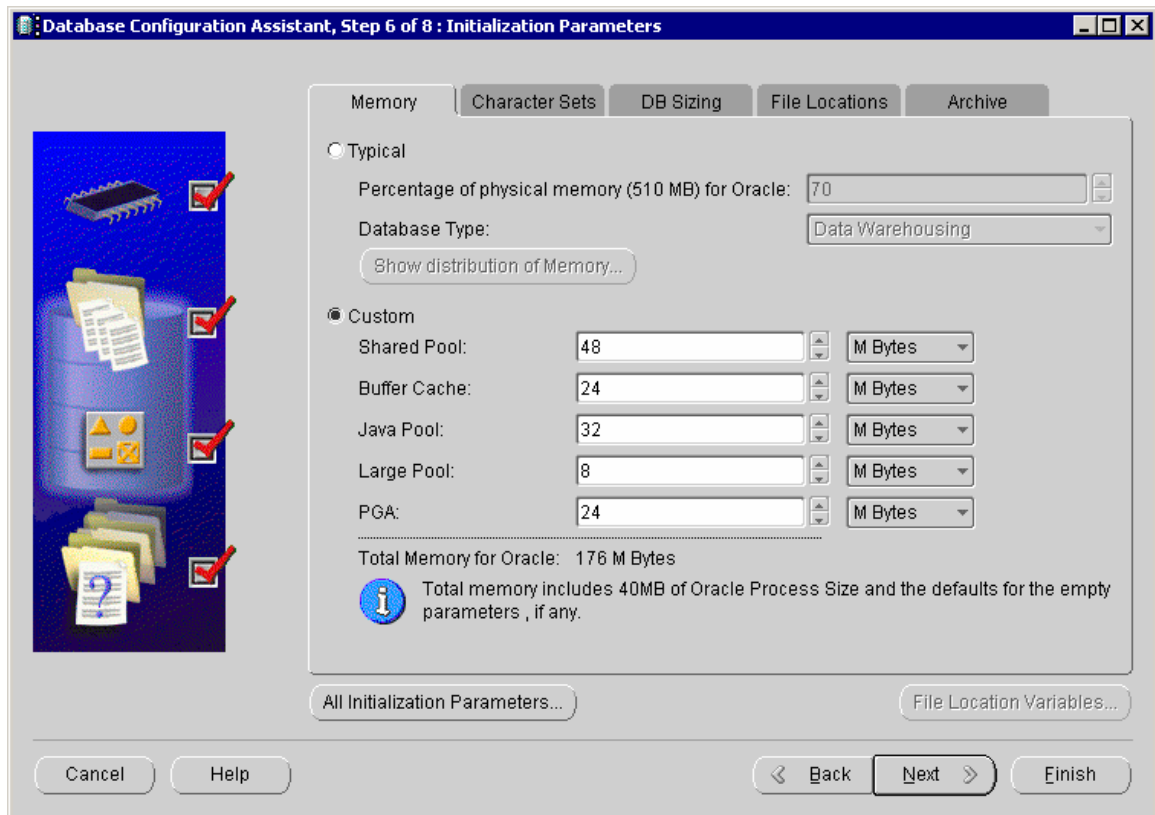 Database Configuration Assistant, Step 6 of 8 : Initialization Parameters
Memory
Character Sets
DB Sizing
File Locations
Archive
Typical
Percentage of physical memory (510 MB) for Oracle: 70
Database Type: Data Warehousing
Show distribution of Memory...
Custom
Shared Pool: 48 M Bytes
Buffer Cache: 24 M Bytes
Java Pool: 32 M Bytes
Large Pool: 8 M Bytes
PGA: 24 M Bytes
Total Memory for Oracle: 176 M Bytes
Total memory includes 40MB of Oracle Process Size and the defaults for the empty
parameters , if any.
All Initialization Parameters...
File Location Variables...
Cancel
Help
Back
Next
Finish